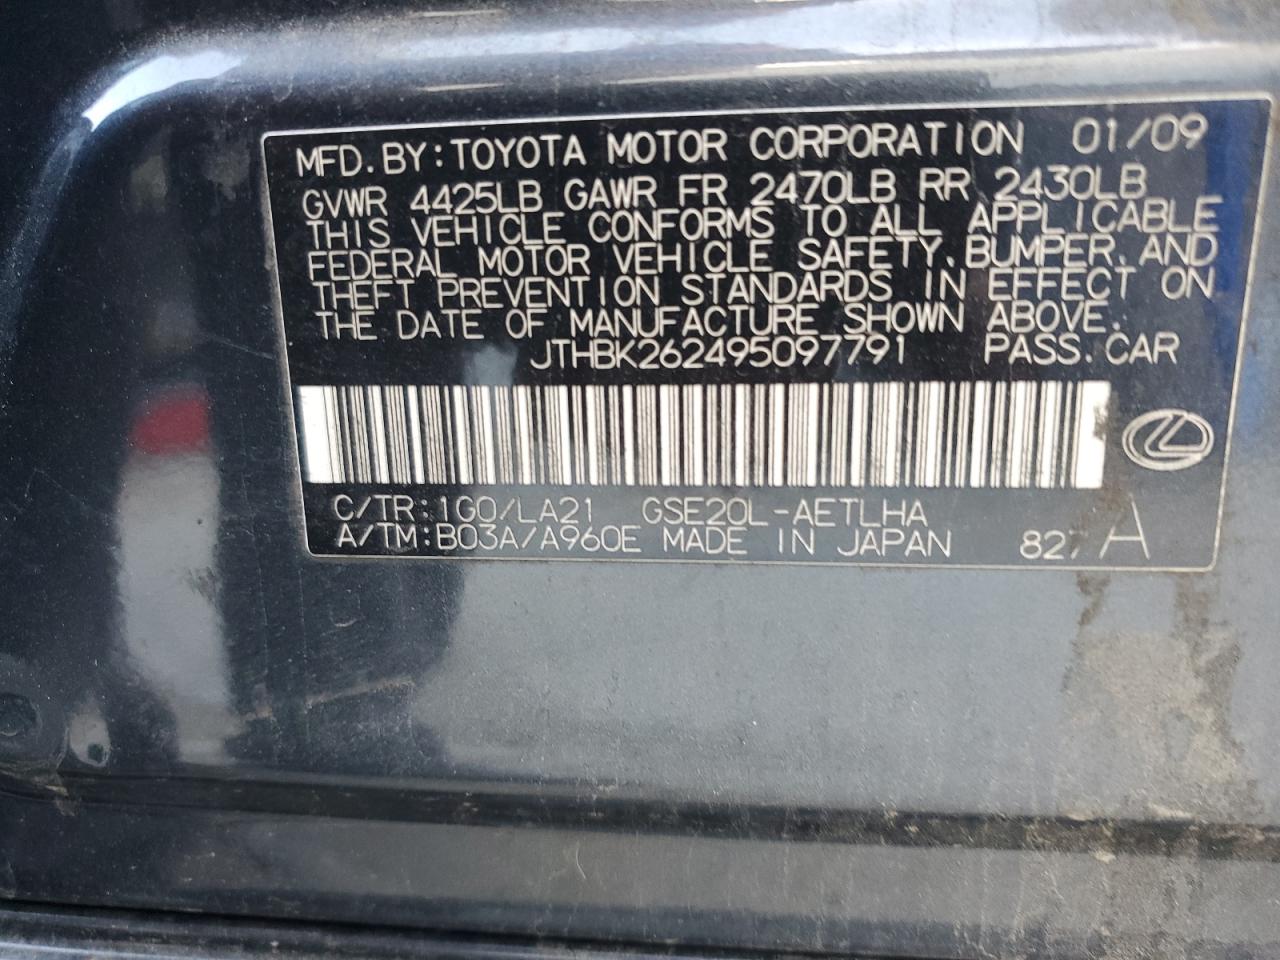 MFD.BY:TOYOTA MOTOR CORPORATION 01/09
GVWR 4425LB GAWR FR 2470LB RR 2430LB
THIS VEHICLE CONFORMS TO ALL APPLICABLE
FEDERAL MOTOR VEHICLE SAFETY,BUMPER,AND
THEFT PREVENTION STANDARDS IN EFFECT ON
THE DATE OF MANUFACTURE SHOWN ABOVE.
JTHBK262495097791 PASS.CAR
C/TR:1G0/LA21 GSE20L-AETLHA
A/TM:B03A/A960E MADE IN JAPAN 827 A